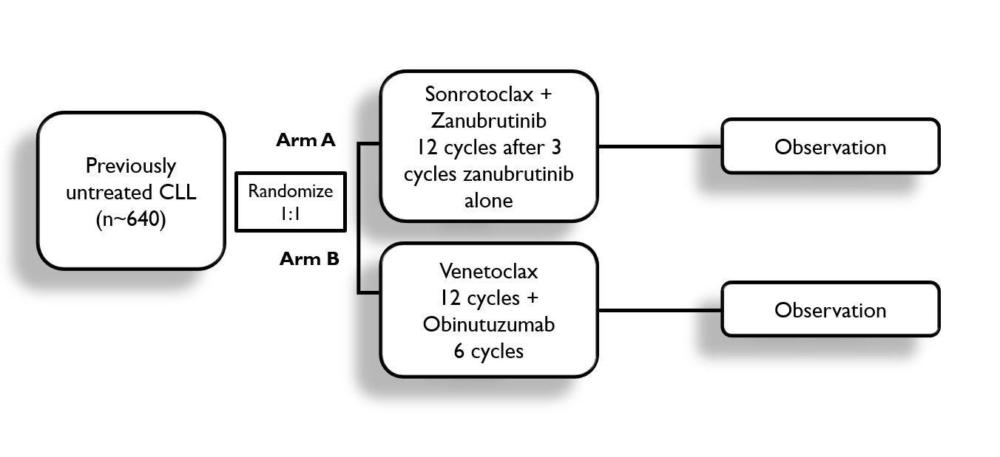 Previously
untreated CLL
(n~640)
Randomize
1:1
Arm A
Arm B
Sonrotoclax +
Zanubrutinib
12 cycles after 3
cycles zanubrutinib
alone
Venetoclax
12 cycles +
Obinutuzumab
6 cycles
Observation
Observation